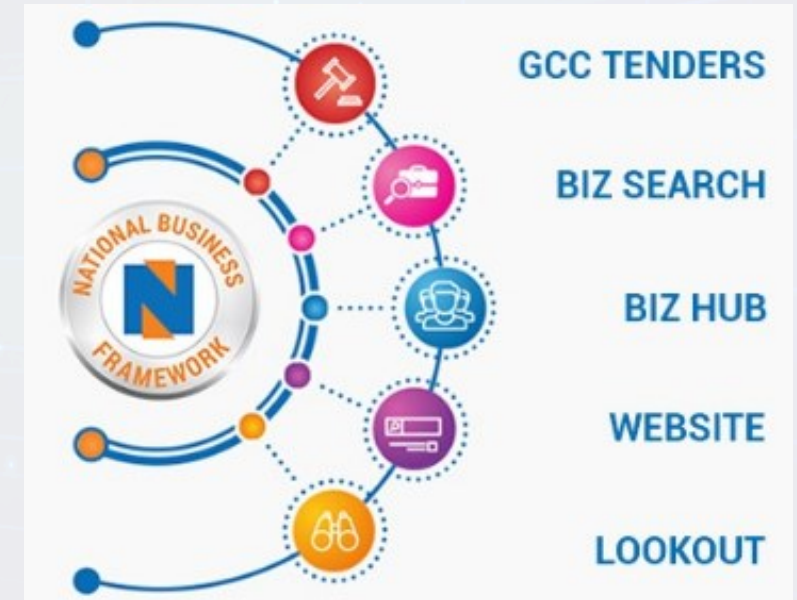 GCC TENDERS
BIZ SEARCH
NATIONAL BUSINESS
N
FRAMEWORK
BIZ HUB
WEBSITE
LOOKOUT